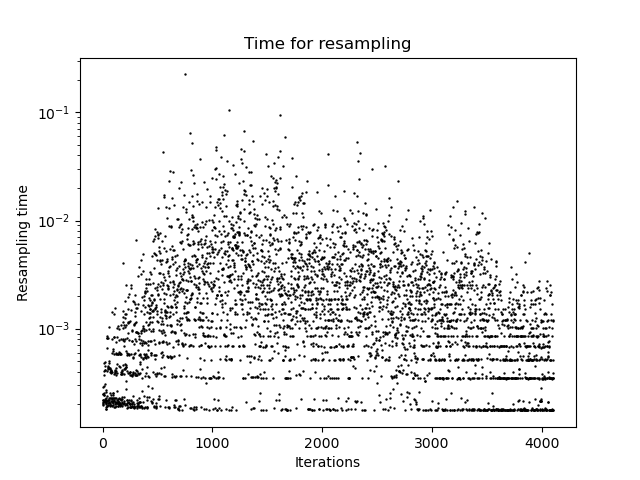 Time for resampling
10⁻¹
10⁻²
10⁻³
Resampling time
0 1000 2000 3000 4000
Iterations